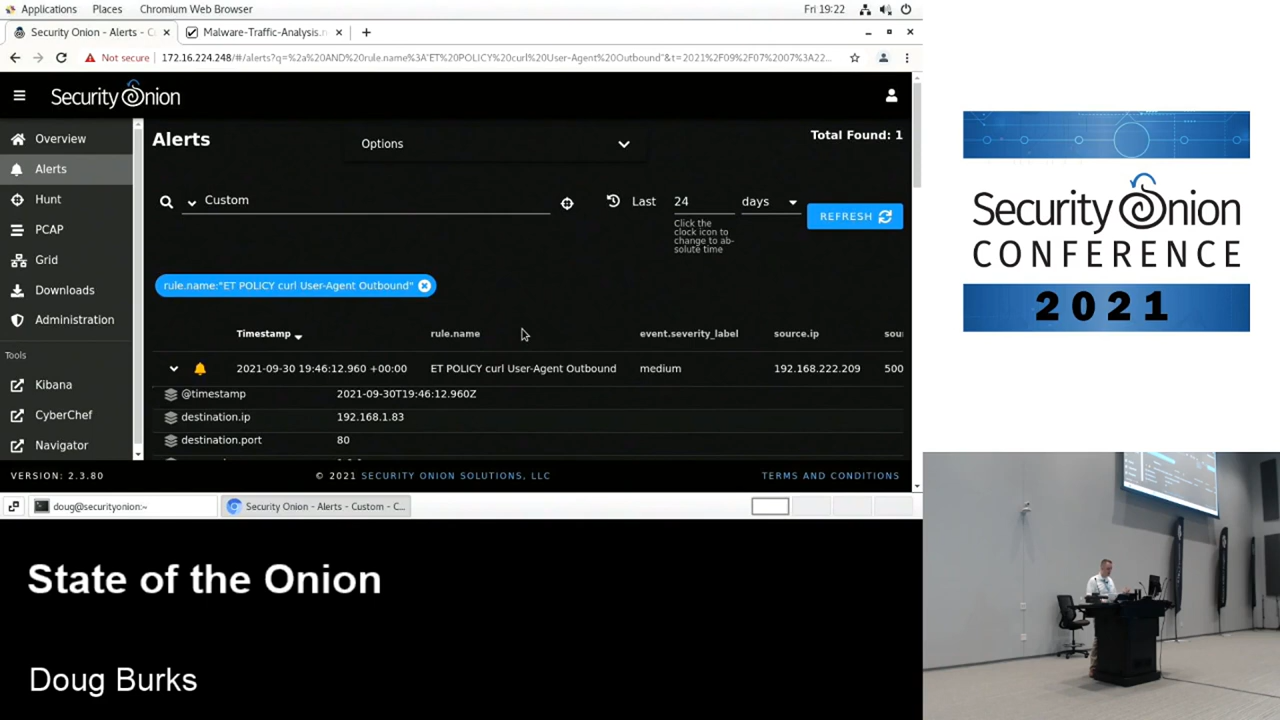 Applications Places Chromium Web Browser Fri 19:22
Security Onion - Alerts - C Malware-Traffic-Analysis.n
Not secure 172.16.224.248/#/alerts?q=%2a%20AND%20rule.name%3A"ET%20POLICY%20curl%20User-Agent%20Outbound"&t=2021%2F09%2F07%2007%3A22...
Security Onion
Overview
Alerts
Hunt
PCAP
Grid
Downloads
Administration
Tools
Kibana
CyberChef
Navigator
Alerts Options Total Found: 1
Custom Last 24 days REFRESH
Click the
clock icon to
change to ab-
solute time
rule.name:"ET POLICY curl User-Agent Outbound"
Timestamp rule.name event.severity_label source.ip sou
2021-09-30 19:46:12.960 +00:00 ET POLICY curl User-Agent Outbound medium 192.168.222.209 500
@timestamp 2021-09-30T19:46:12.960Z
destination.ip 192.168.1.83
destination.port 80
VERSION: 2.3.80 © 2021 SECURITY ONION SOLUTIONS, LLC TERMS AND CONDITIONS
doug@securityonion:~ Security Onion - Alerts - Custom - C...
State of the Onion
Doug Burks
Security Onion
CONFERENCE
2021